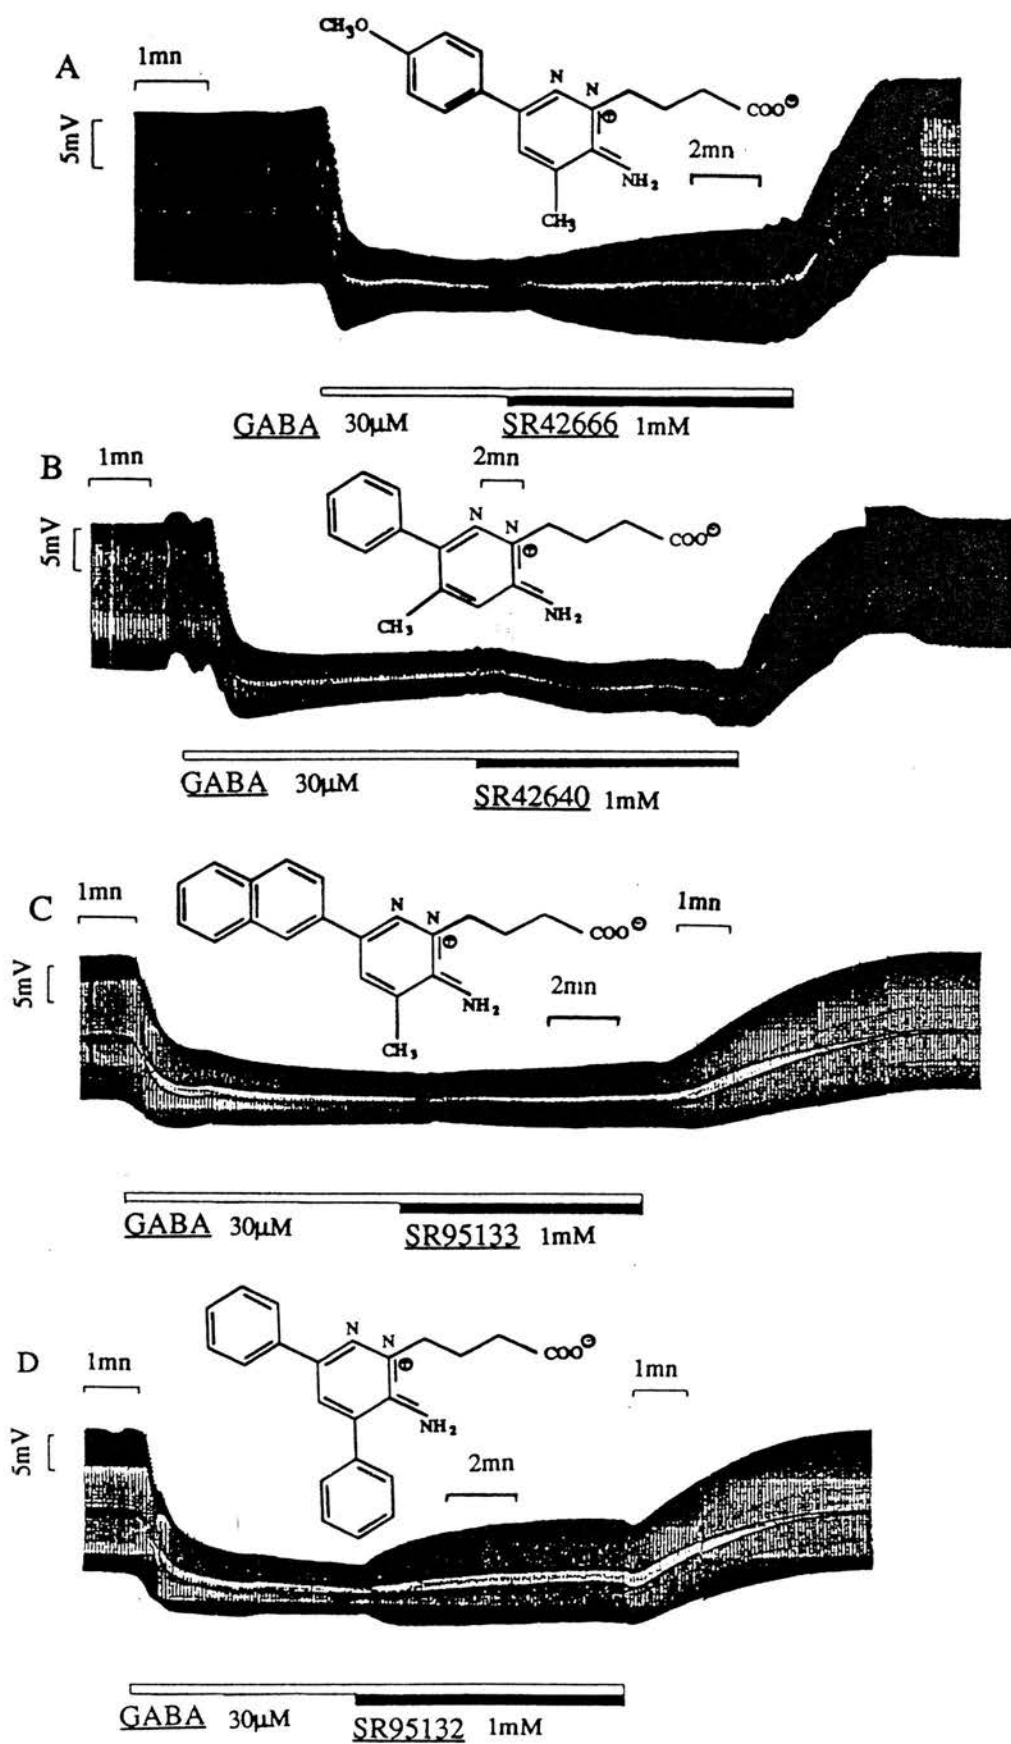 A
1mn
5mV
CH₃O
N N
⊕
COO⊖
NH₂
CH₃
2mn
GABA 30µM SR42666 1mM
B
1mn
5mV
2mn
N N
⊕
COO⊖
NH₂
CH₃
GABA 30µM SR42640 1mM
C
1mn
5mV
N N
⊕
COO⊖
NH₂
CH₃
2mn
1mn
GABA 30µM SR95133 1mM
D
1mn
5mV
N N
⊕
COO⊖
NH₂
2mn
1mn
GABA 30µM SR95132 1mM